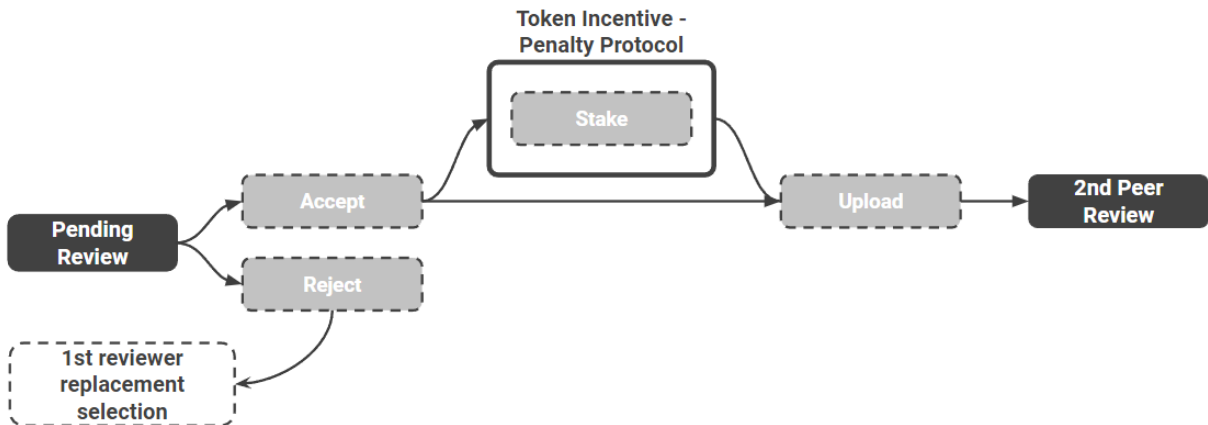 Token Incentive -
Penalty Protocol
Stake
Accept
Upload
2nd Peer
Review
Pending
Review
Reject
1st reviewer
replacement
selection